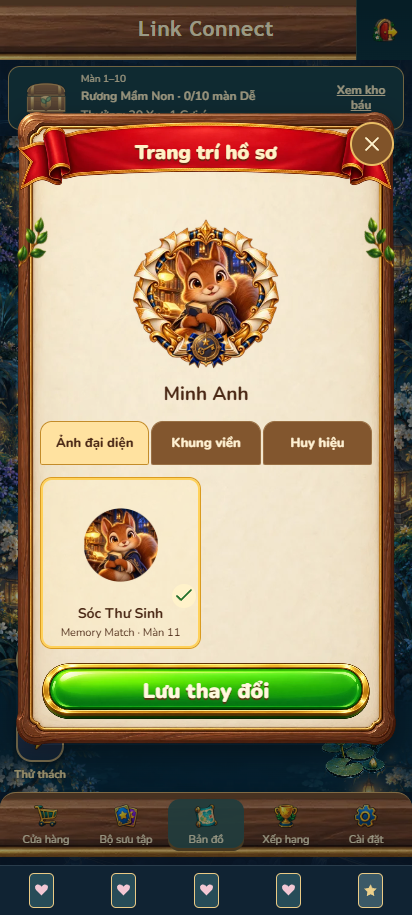 Link Connect
Màn 1–10
Rương Mầm Non · 0/10 màn Dễ
Xem kho
báu
Trang trí hồ sơ
Minh Anh
Ảnh đại diện
Khung viền
Huy hiệu
Sóc Thư Sinh
Memory Match · Màn 11
Lưu thay đổi
Thử thách
Cửa hàng
Bộ sưu tập
Bản đồ
Xếp hạng
Cài đặt